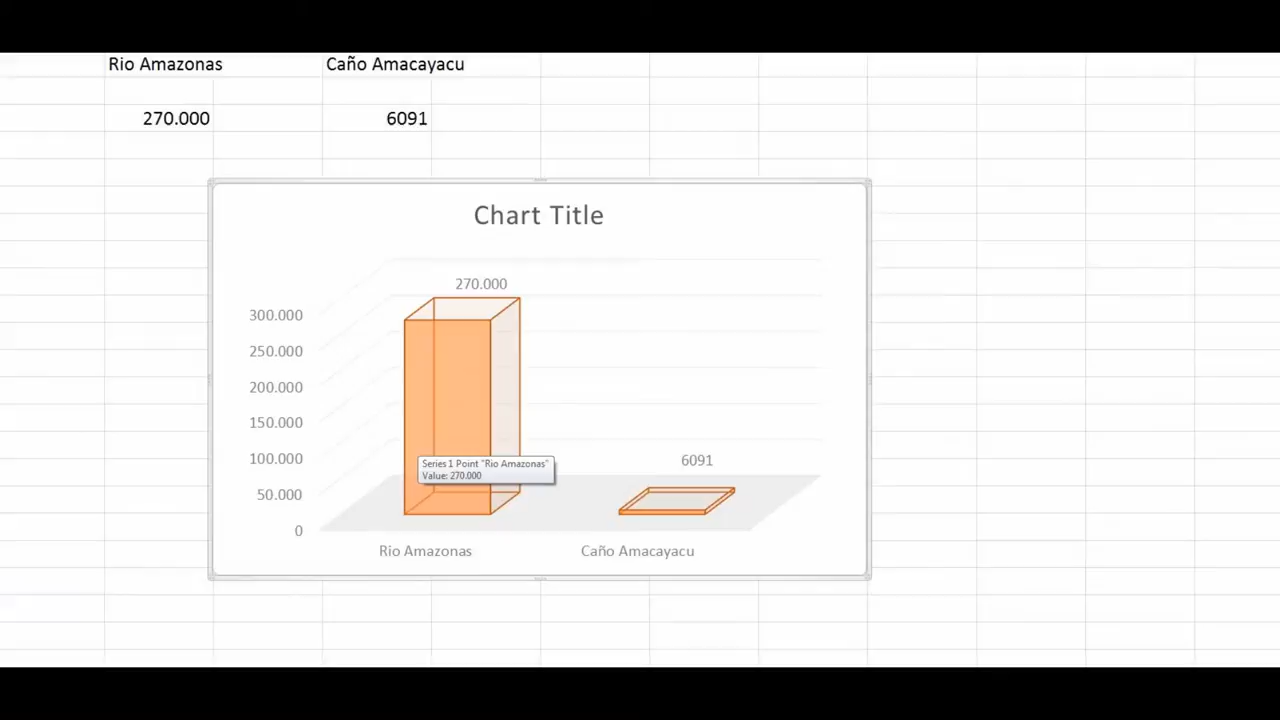 Rio Amazonas Caño Amacayacu
270.000 6091
Chart Title
270.000
300.000
250.000
200.000
150.000
100.000
50.000
0
6091
Series 1 Point "Rio Amazonas"
Value: 270.000
Rio Amazonas Caño Amacayacu